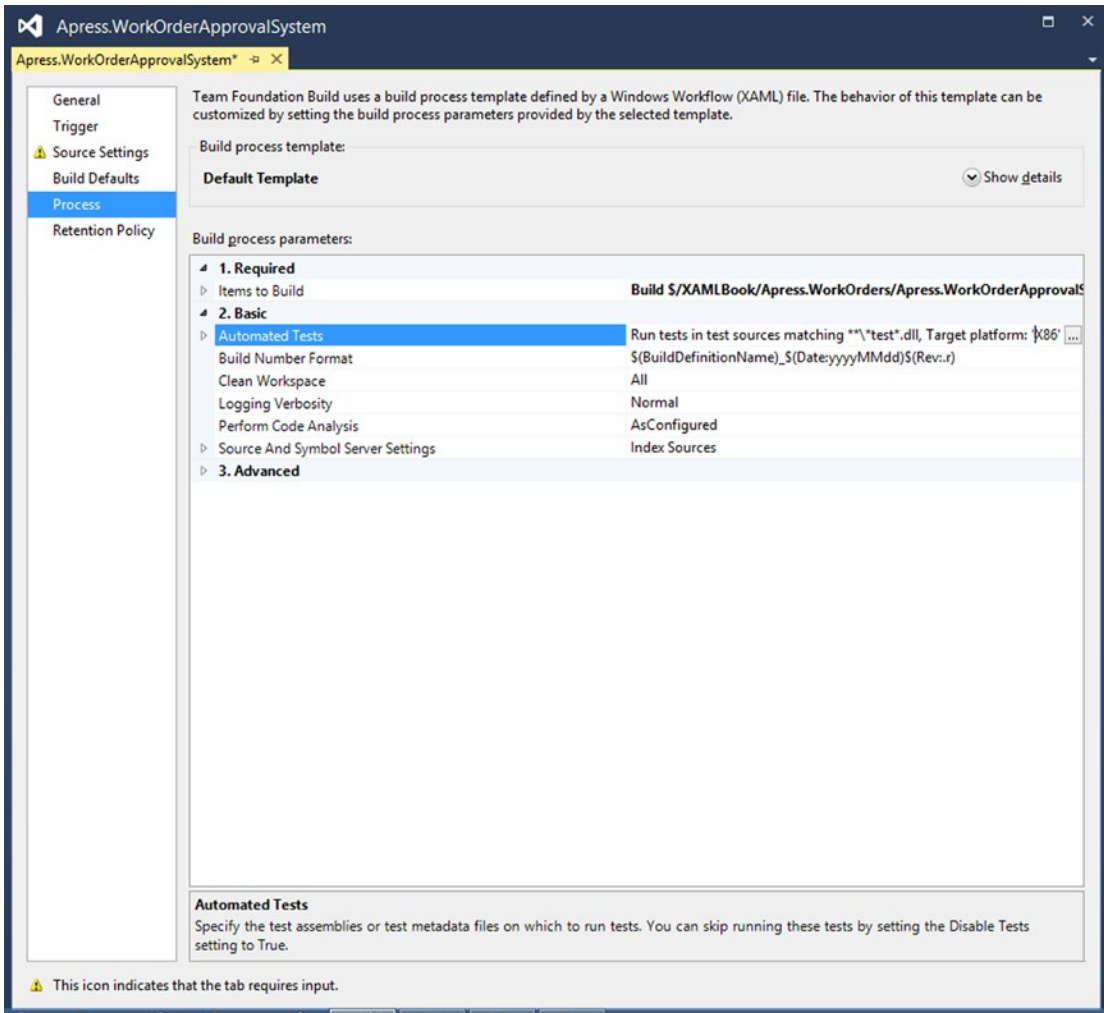 Apress.WorkOrderApprovalSystem
Apress.WorkOrderApprovalSystem*
General
Trigger
Source Settings
Build Defaults
Process
Retention Policy
Team Foundation Build uses a build process template defined by a Windows Workflow (XAML) file. The behavior of this template can be
customized by setting the build process parameters provided by the selected template.
Build process template:
Default Template
Show details
Build process parameters:
1. Required
Items to Build Build $/XAMLBook/Apress.WorkOrders/Apress.WorkOrderApprovalS
2. Basic
Automated Tests Run tests in test sources matching **\*test*.dll, Target platform: 'X86' ...
Build Number Format $(BuildDefinitionName)_$(Date:yyyyMMdd)$(Rev:.r)
Clean Workspace All
Logging Verbosity Normal
Perform Code Analysis AsConfigured
Source And Symbol Server Settings Index Sources
3. Advanced
Automated Tests
Specify the test assemblies or test metadata files on which to run tests. You can skip running these tests by setting the Disable Tests
setting to True.
This icon indicates that the tab requires input.